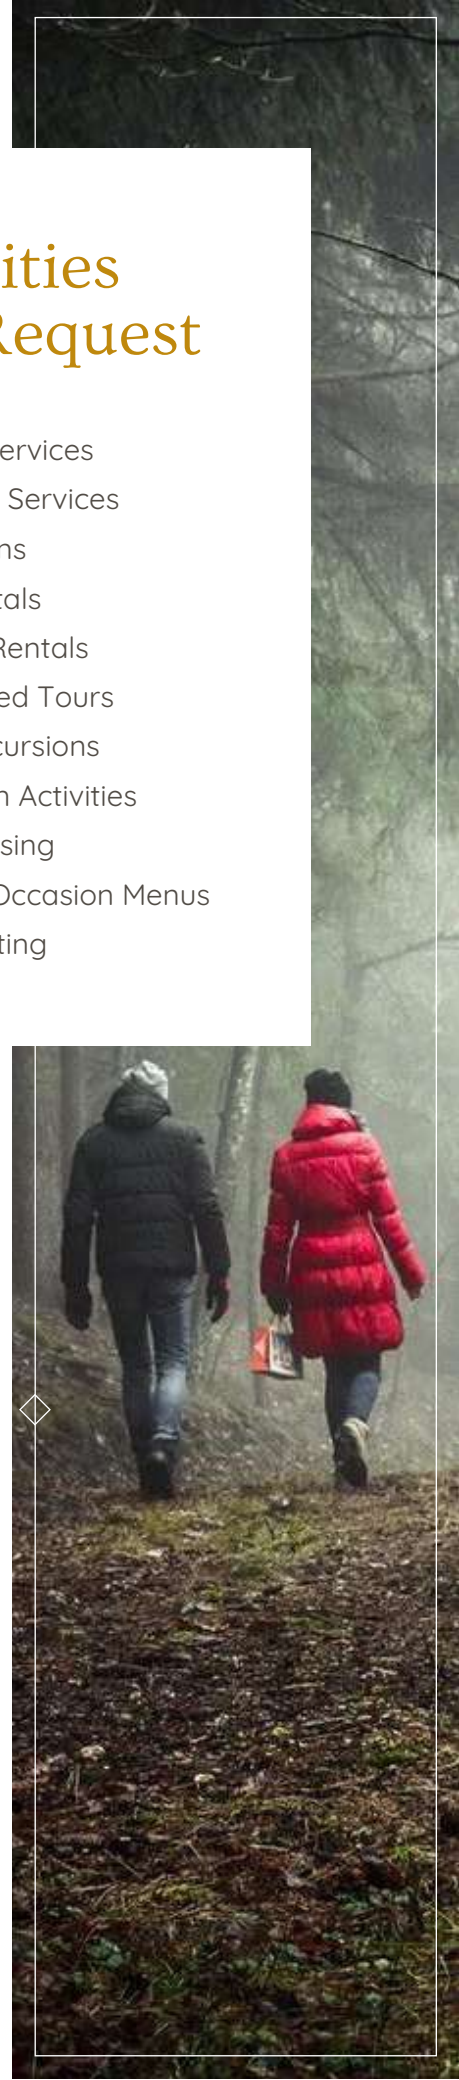 ities
Request
ervices
Services
ns
tals
Rentals
ed Tours
cursions
n Activities
sing
Occasion Menus
ting